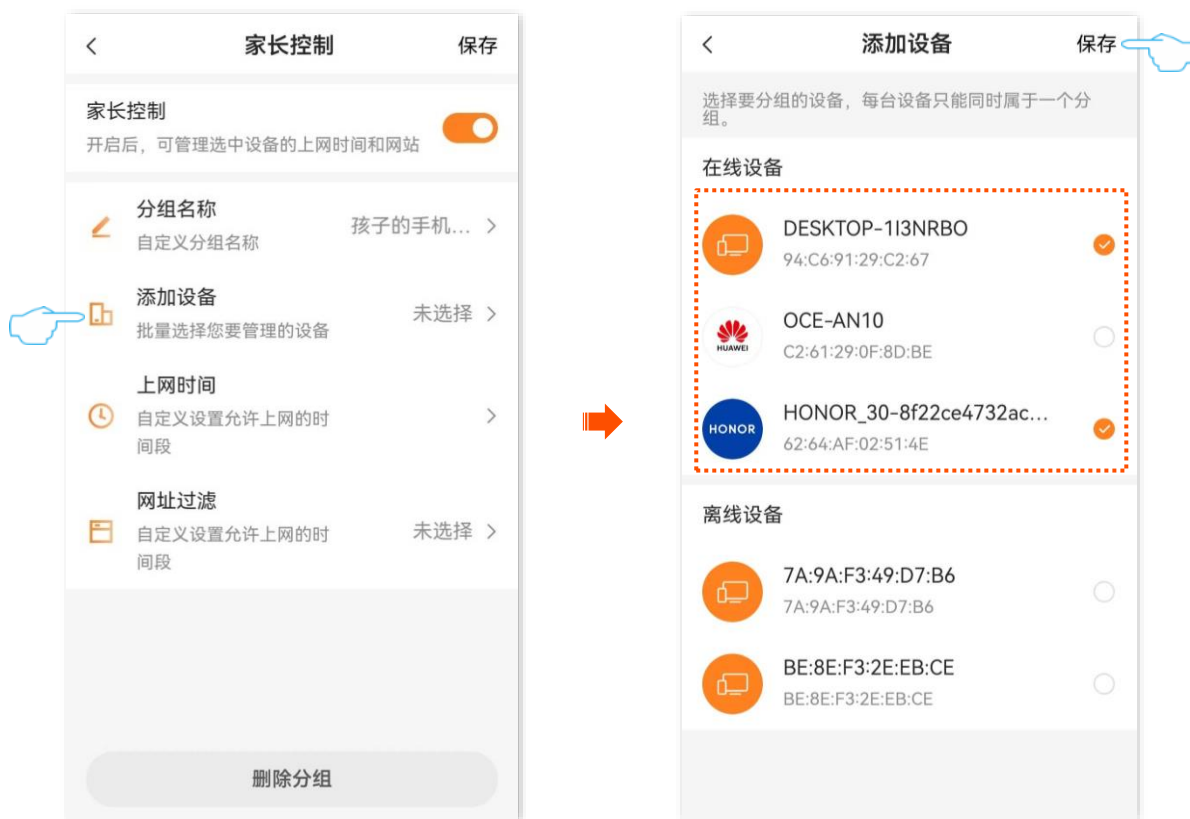 家长控制
保存
家长控制
开启后，可管理选中设备的上网时间和网站
分组名称
自定义分组名称
孩子的手机...
添加设备
批量选择您要管理的设备
未选择
上网时间
自定义设置允许上网的时
间段
网址过滤
自定义设置允许上网的时
间段
未选择
删除分组
添加设备
保存
选择要分组的设备，每台设备只能同时属于一个分
组。
在线设备
DESKTOP-1I3NRBO
94:C6:91:29:C2:67
HUAWEI
OCE-AN10
C2:61:29:0F:8D:BE
HONOR
HONOR_30-8f22ce4732ac...
62:64:AF:02:51:4E
离线设备
7A:9A:F3:49:D7:B6
7A:9A:F3:49:D7:B6
BE:8E:F3:2E:EB:CE
BE:8E:F3:2E:EB:CE